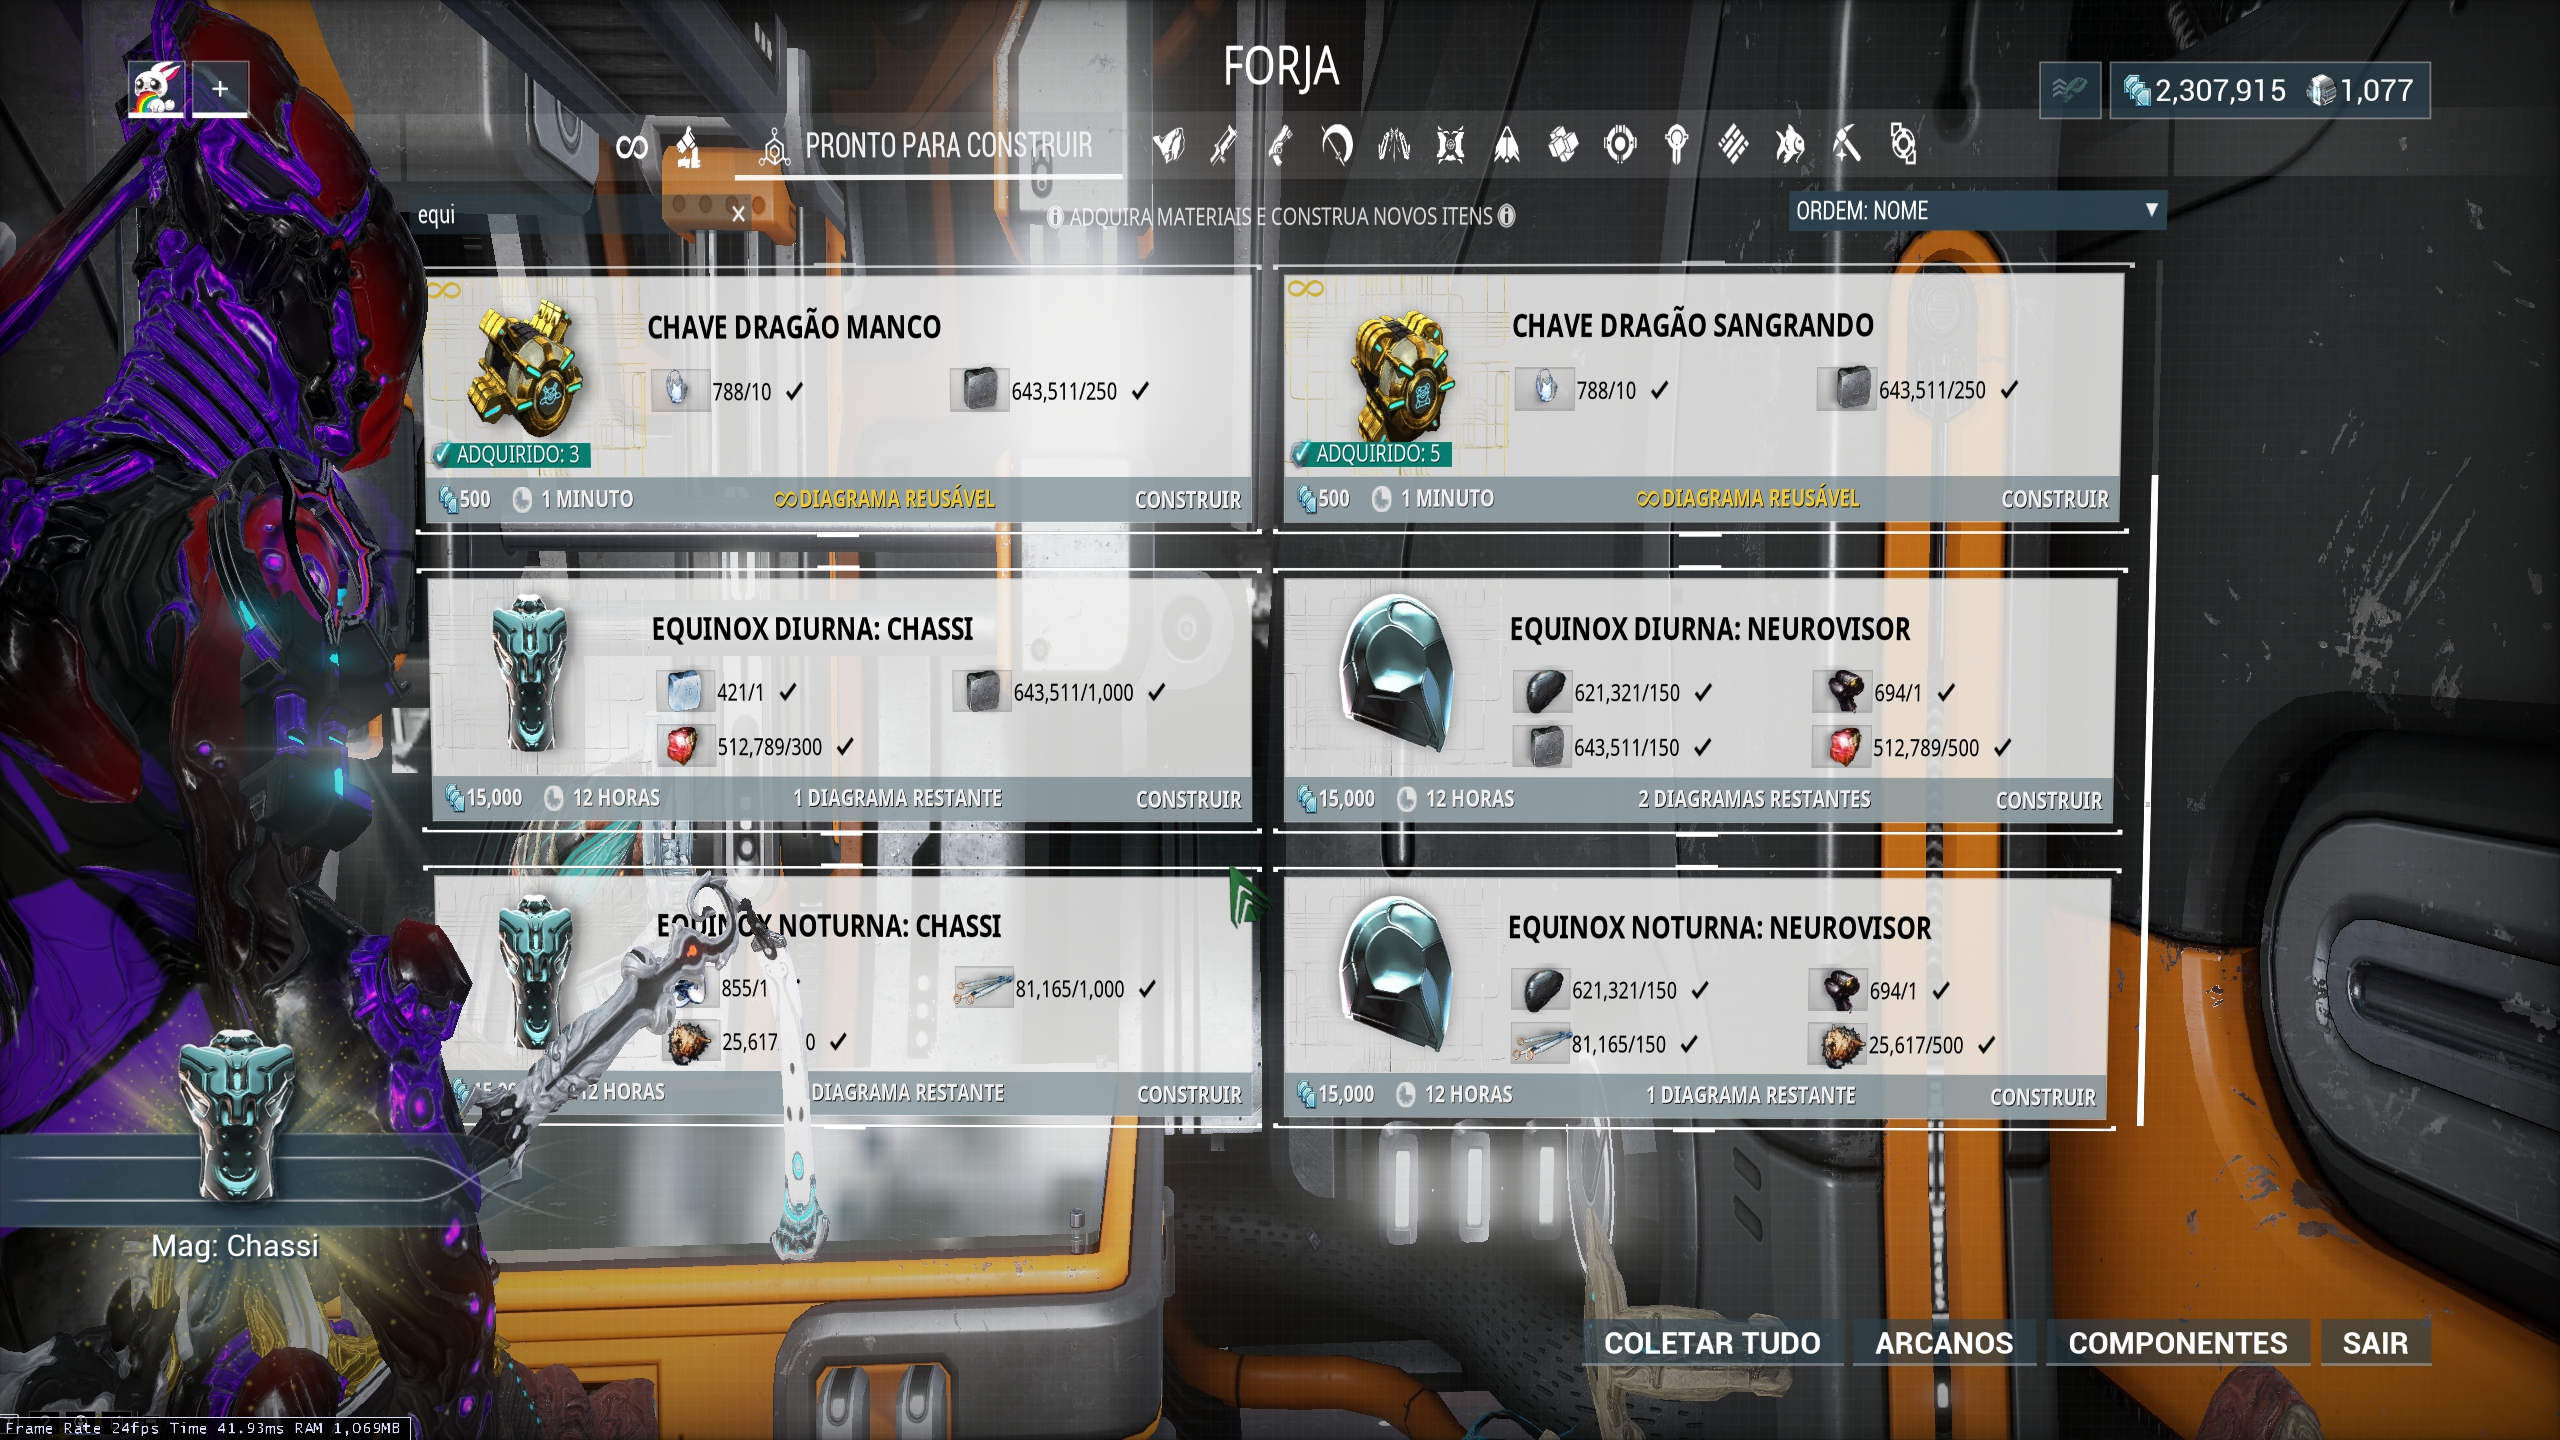 FORJA
2,307,915 1,077
PRONTO PARA CONSTRUIR
equi
ADQUIRA MATERIAIS E CONSTRUA NOVOS ITENS
ORDEM: NOME
CHAVE DRAGÃO MANCO
788/10 643,511/250
ADQUIRIDO: 3
500 1 MINUTO DIAGRAMA REUSÁVEL CONSTRUIR
CHAVE DRAGÃO SANGRANDO
788/10 643,511/250
ADQUIRIDO: 5
500 1 MINUTO DIAGRAMA REUSÁVEL CONSTRUIR
EQUINOX DIURNA: CHASSI
421/1 643,511/1,000
512,789/300
15,000 12 HORAS 1 DIAGRAMA RESTANTE CONSTRUIR
EQUINOX DIURNA: NEUROVISOR
621,321/150 694/1
643,511/150 512,789/500
15,000 12 HORAS 2 DIAGRAMAS RESTANTES CONSTRUIR
EQUINOX NOTURNA: CHASSI
855/1 81,165/1,000
25,617
12 HORAS DIAGRAMA RESTANTE CONSTRUIR
EQUINOX NOTURNA: NEUROVISOR
621,321/150 694/1
81,165/150 25,617/500
15,000 12 HORAS 1 DIAGRAMA RESTANTE CONSTRUIR
Mag: Chassi
COLETAR TUDO ARCANOS COMPONENTES SAIR
Frame Rate 24fps Time 41.93ms RAM 1,069MB